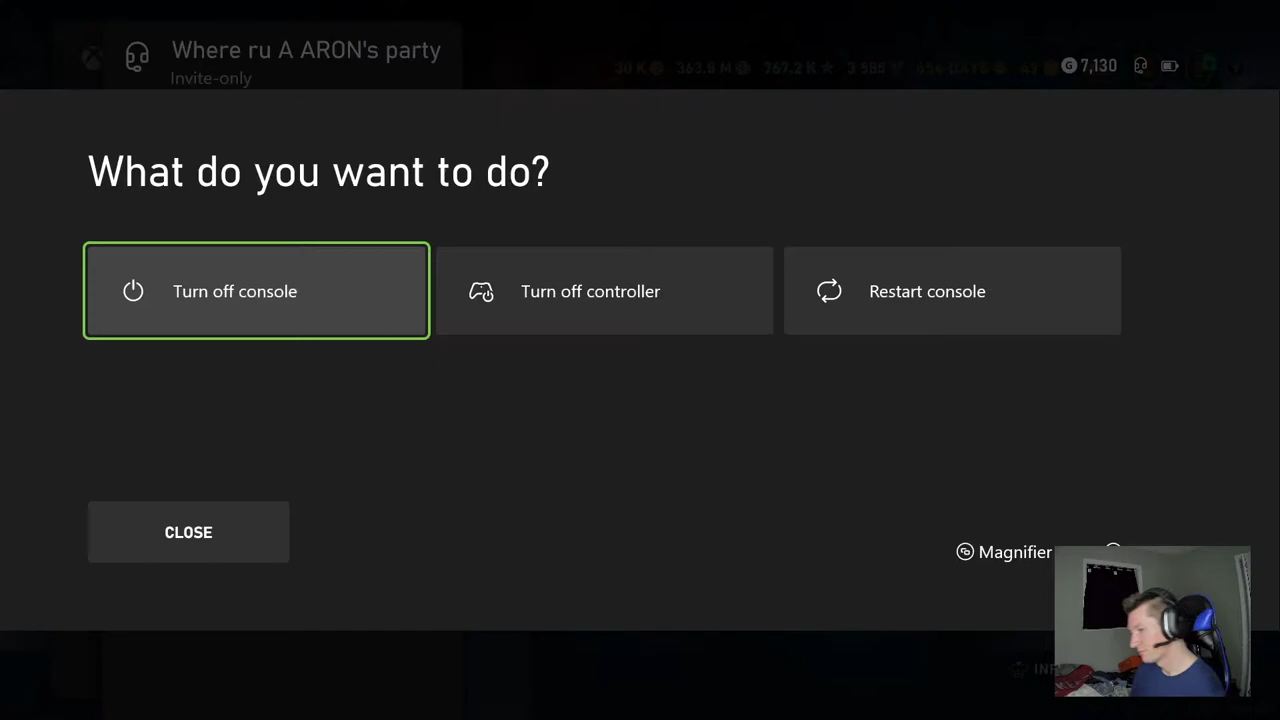 Where ru A ARON's party
Invite-only
7,130
What do you want to do?
Turn off console
Turn off controller
Restart console
CLOSE
Magnifier